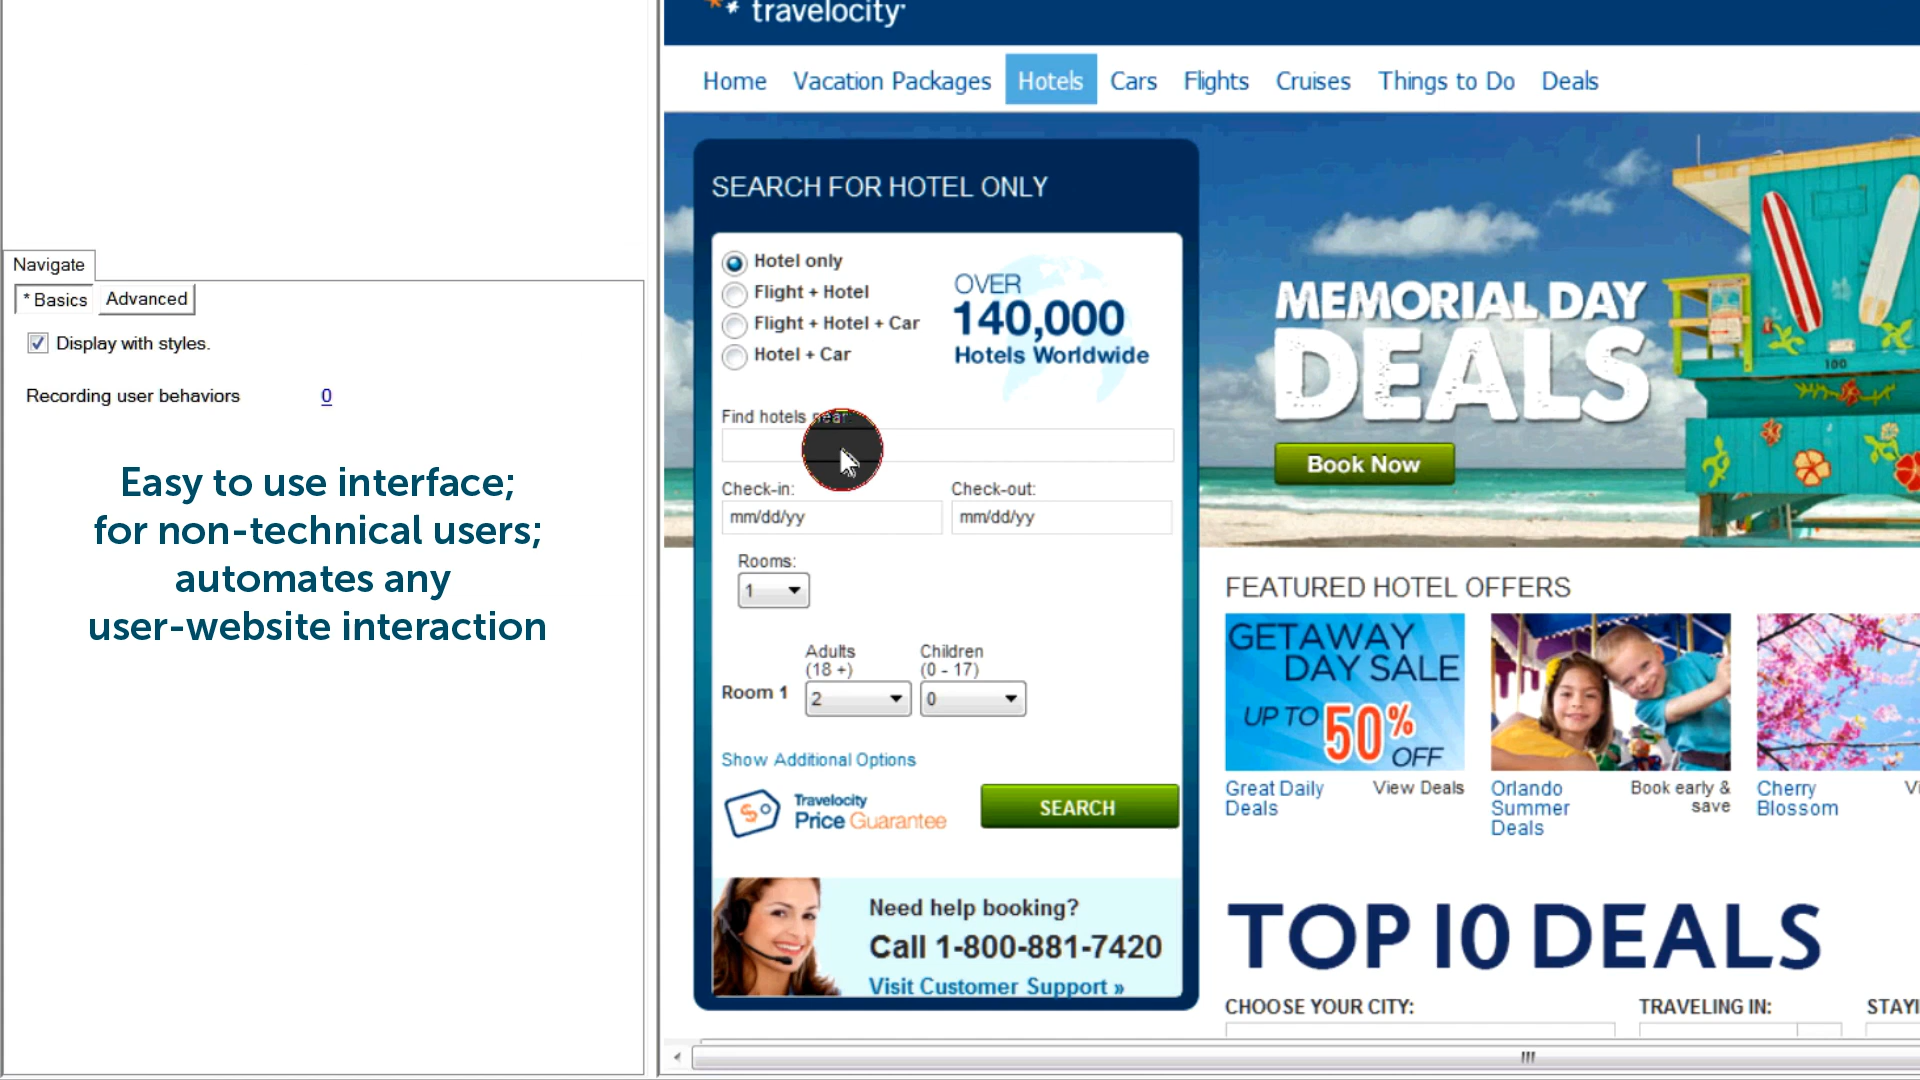 Navigate
* Basics
Advanced
Display with styles.
Recording user behaviors 0
Easy to use interface;
for non-technical users;
automates any
user-website interaction
travelocity
Home Vacation Packages Hotels Cars Flights Cruises Things to Do Deals
SEARCH FOR HOTEL ONLY
Hotel only
Flight + Hotel
Flight + Hotel + Car
Hotel + Car
OVER
140,000
Hotels Worldwide
Find hotels near:
Check-in: Check-out:
mm/dd/yy mm/dd/yy
Rooms:
1
Adults Children
(18 +) (0 - 17)
Room 1 2 0
Show Additional Options
Travelocity
Price Guarantee
SEARCH
Need help booking?
Call 1-800-881-7420
Visit Customer Support »
MEMORIAL DAY
DEALS
Book Now
100
FEATURED HOTEL OFFERS
GETAWAY
DAY SALE
UP TO 50% OFF
Great Daily
Deals
View Deals
Orlando
Summer
Deals
Book early &
save
Cherry
Blossom
TOP 10 DEALS
CHOOSE YOUR CITY: TRAVELING IN: